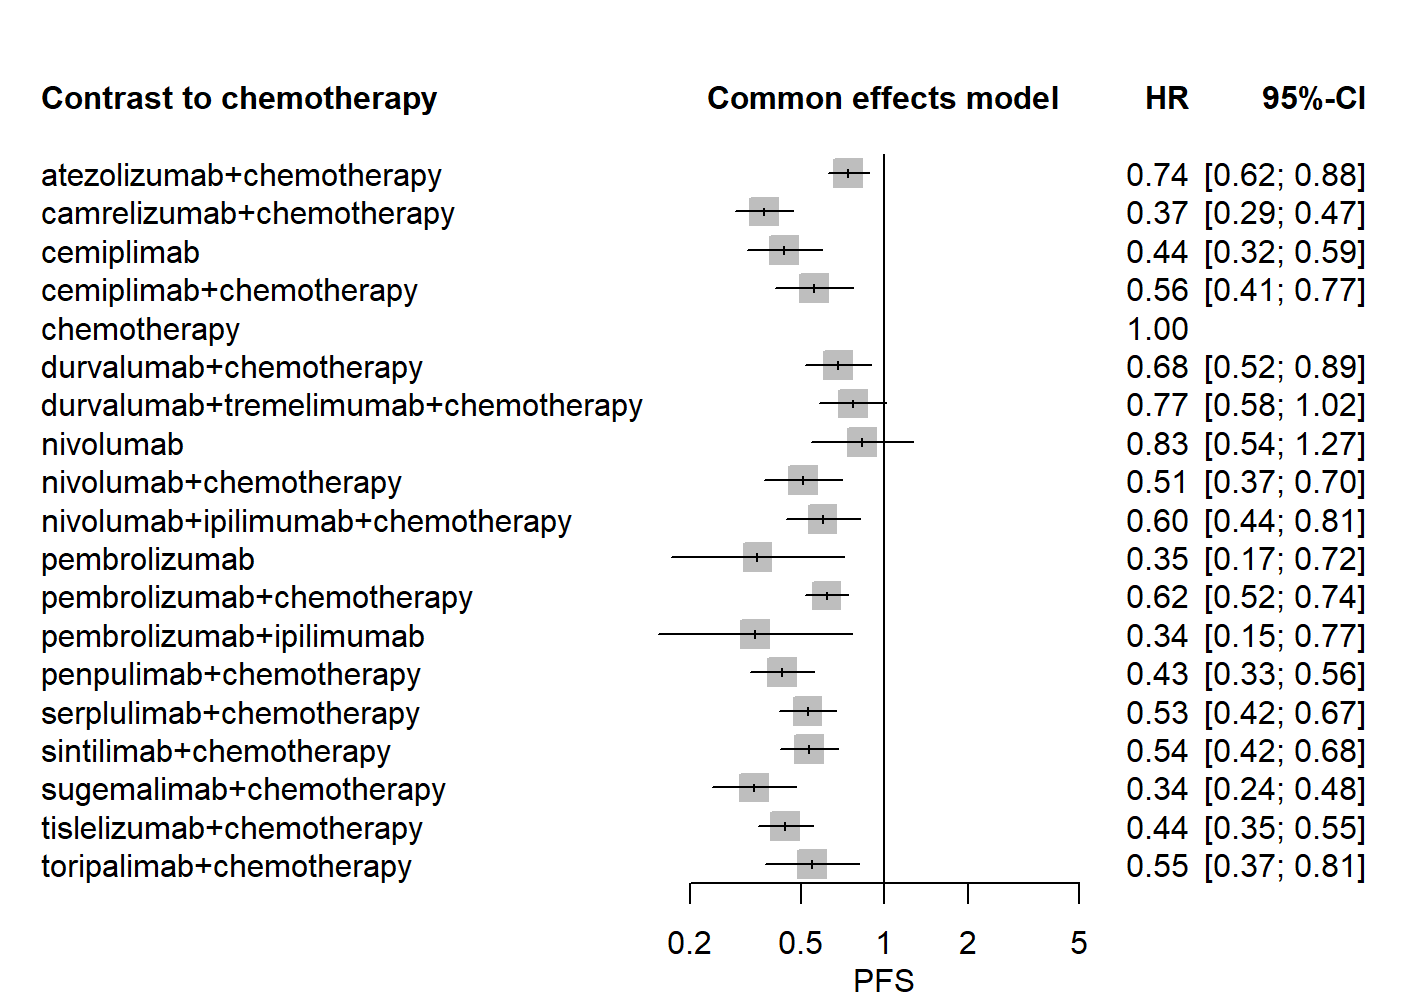 Contrast to chemotherapy Common effects model HR 95%-CI
atezolizumab+chemotherapy 0.74 [0.62; 0.88]
camrelizumab+chemotherapy 0.37 [0.29; 0.47]
cemiplimab 0.44 [0.32; 0.59]
cemiplimab+chemotherapy 0.56 [0.41; 0.77]
chemotherapy 1.00
durvalumab+chemotherapy 0.68 [0.52; 0.89]
durvalumab+tremelimumab+chemotherapy 0.77 [0.58; 1.02]
nivolumab 0.83 [0.54; 1.27]
nivolumab+chemotherapy 0.51 [0.37; 0.70]
nivolumab+ipilimumab+chemotherapy 0.60 [0.44; 0.81]
pembrolizumab 0.35 [0.17; 0.72]
pembrolizumab+chemotherapy 0.62 [0.52; 0.74]
pembrolizumab+ipilimumab 0.34 [0.15; 0.77]
penpulimab+chemotherapy 0.43 [0.33; 0.56]
serplulimab+chemotherapy 0.53 [0.42; 0.67]
sintilimab+chemotherapy 0.54 [0.42; 0.68]
sugemalimab+chemotherapy 0.34 [0.24; 0.48]
tislelizumab+chemotherapy 0.44 [0.35; 0.55]
toripalimab+chemotherapy 0.55 [0.37; 0.81]
0.2 0.5 1 2 5
PFS